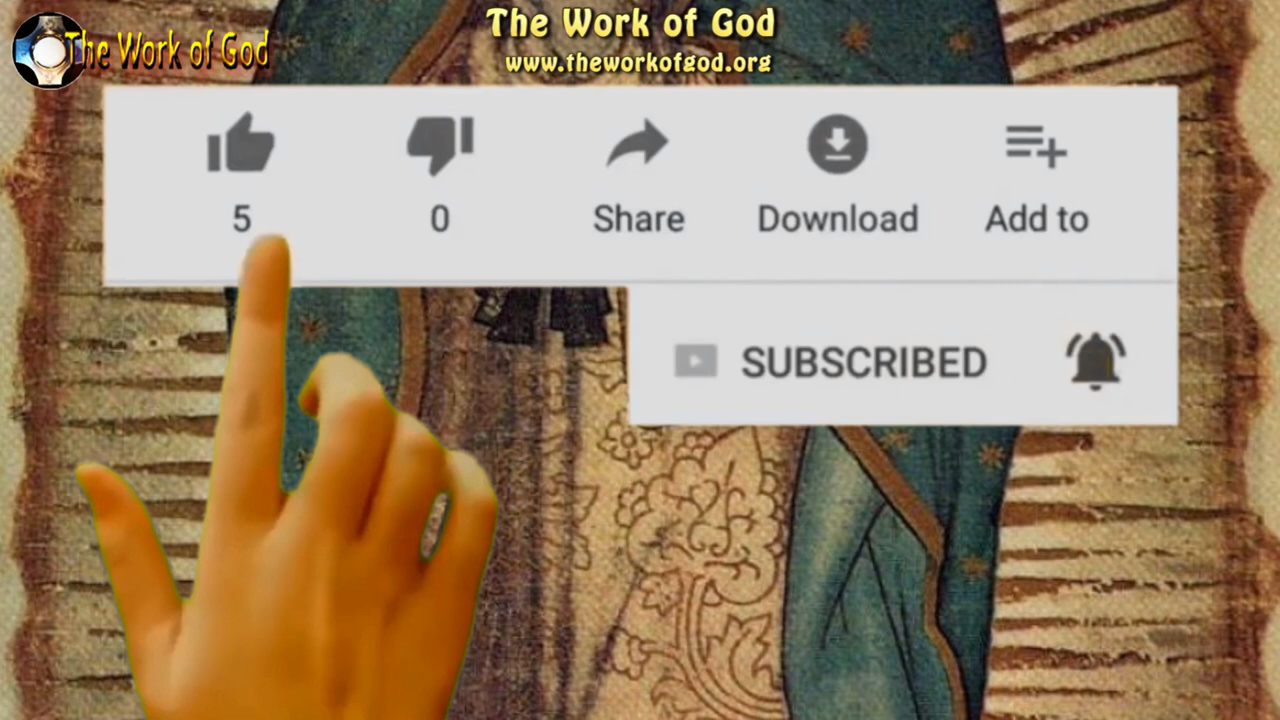 The Work of God
The Work of God
www.theworkofgod.org
5
0
Share
Download
Add to
SUBSCRIBED